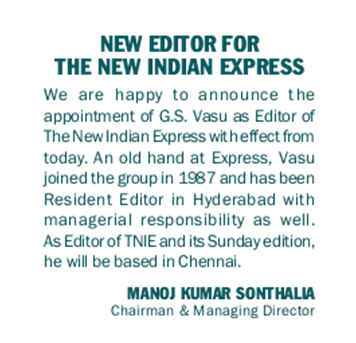 NEW EDITOR FOR
THE NEW INDIAN EXPRESS
We are happy to announce the
appointment of G.S. Vasu as Editor of
The New Indian Express with effect from
today. An old hand at Express, Vasu
joined the group in 1987 and has been
Resident Editor in Hyderabad with
managerial responsibility as well.
As Editor of TNIE and its Sunday edition,
he will be based in Chennai.
MANOJ KUMAR SONTHALIA
Chairman & Managing Director